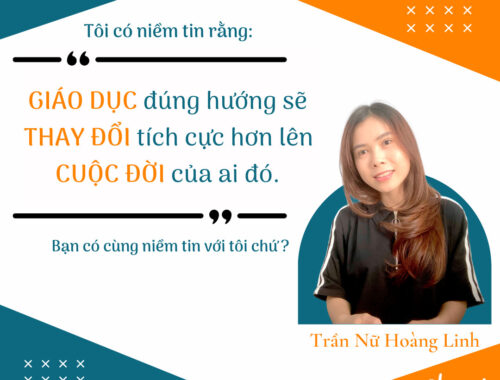 Tôi có niềm tin rằng:
GIÁO DỤC đúng hướng sẽ
THAY ĐỔI tích cực hơn lên
CUỘC ĐỜI của ai đó.
Bạn có cùng niềm tin với tôi chứ?
Trần Nữ Hoàng Linh